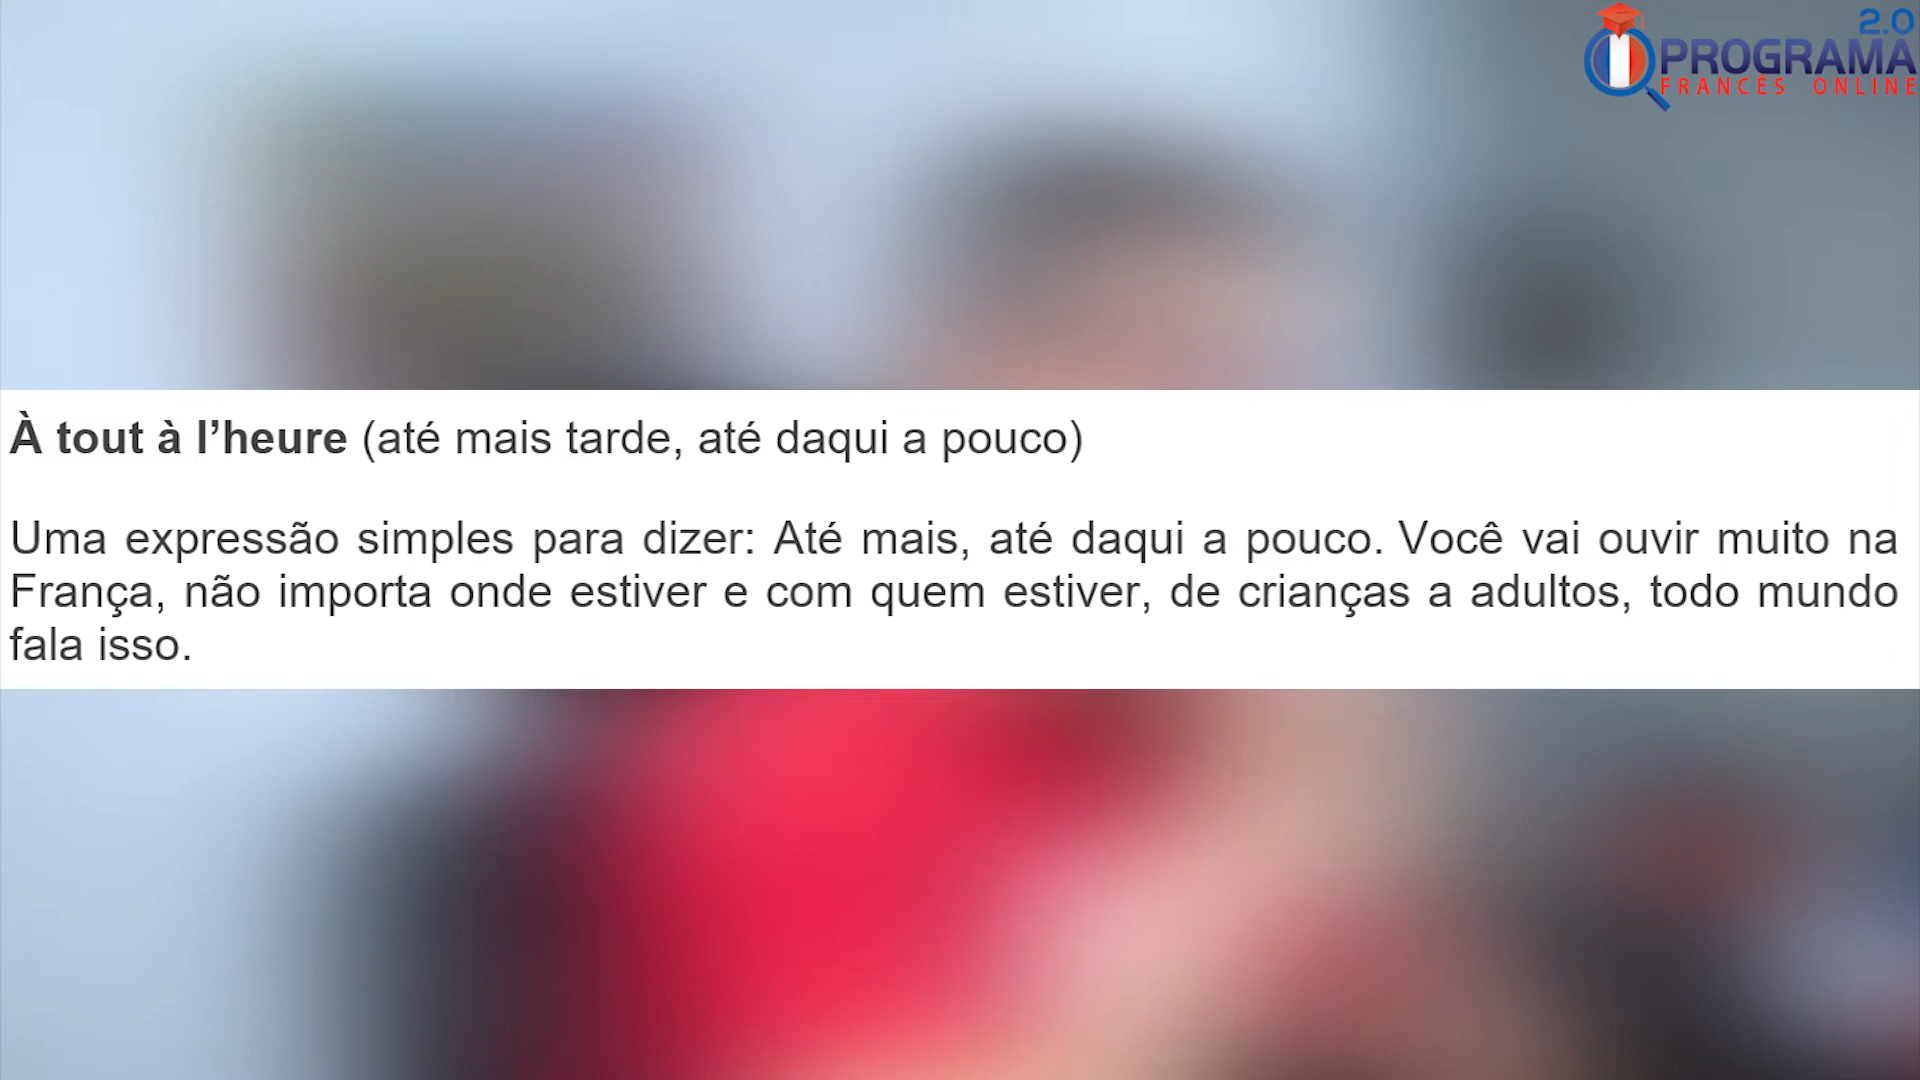 2.0
PROGRAMA
FRANCÊS ONLINE
À tout à l’heure (até mais tarde, até daqui a pouco)
Uma expressão simples para dizer: Até mais, até daqui a pouco. Você vai ouvir muito na
França, não importa onde estiver e com quem estiver, de crianças a adultos, todo mundo
fala isso.